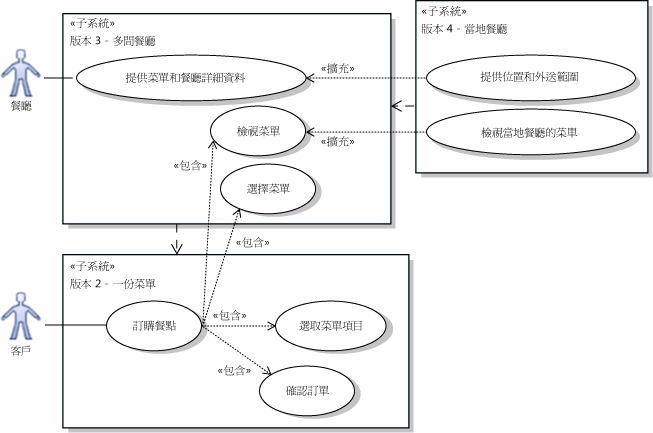 «子系統»
版本 3 - 多間餐廳
餐廳
提供菜單和餐廳詳細資料
檢視菜單
選擇菜單
«擴充»
«擴充»
«子系統»
版本 4 - 當地餐廳
提供位置和外送範圍
檢視當地餐廳的菜單
«包含»
«包含»
«子系統»
版本 2 - 一份菜單
客戶
訂購餐點
«包含»
選取菜單項目
«包含»
確認訂單